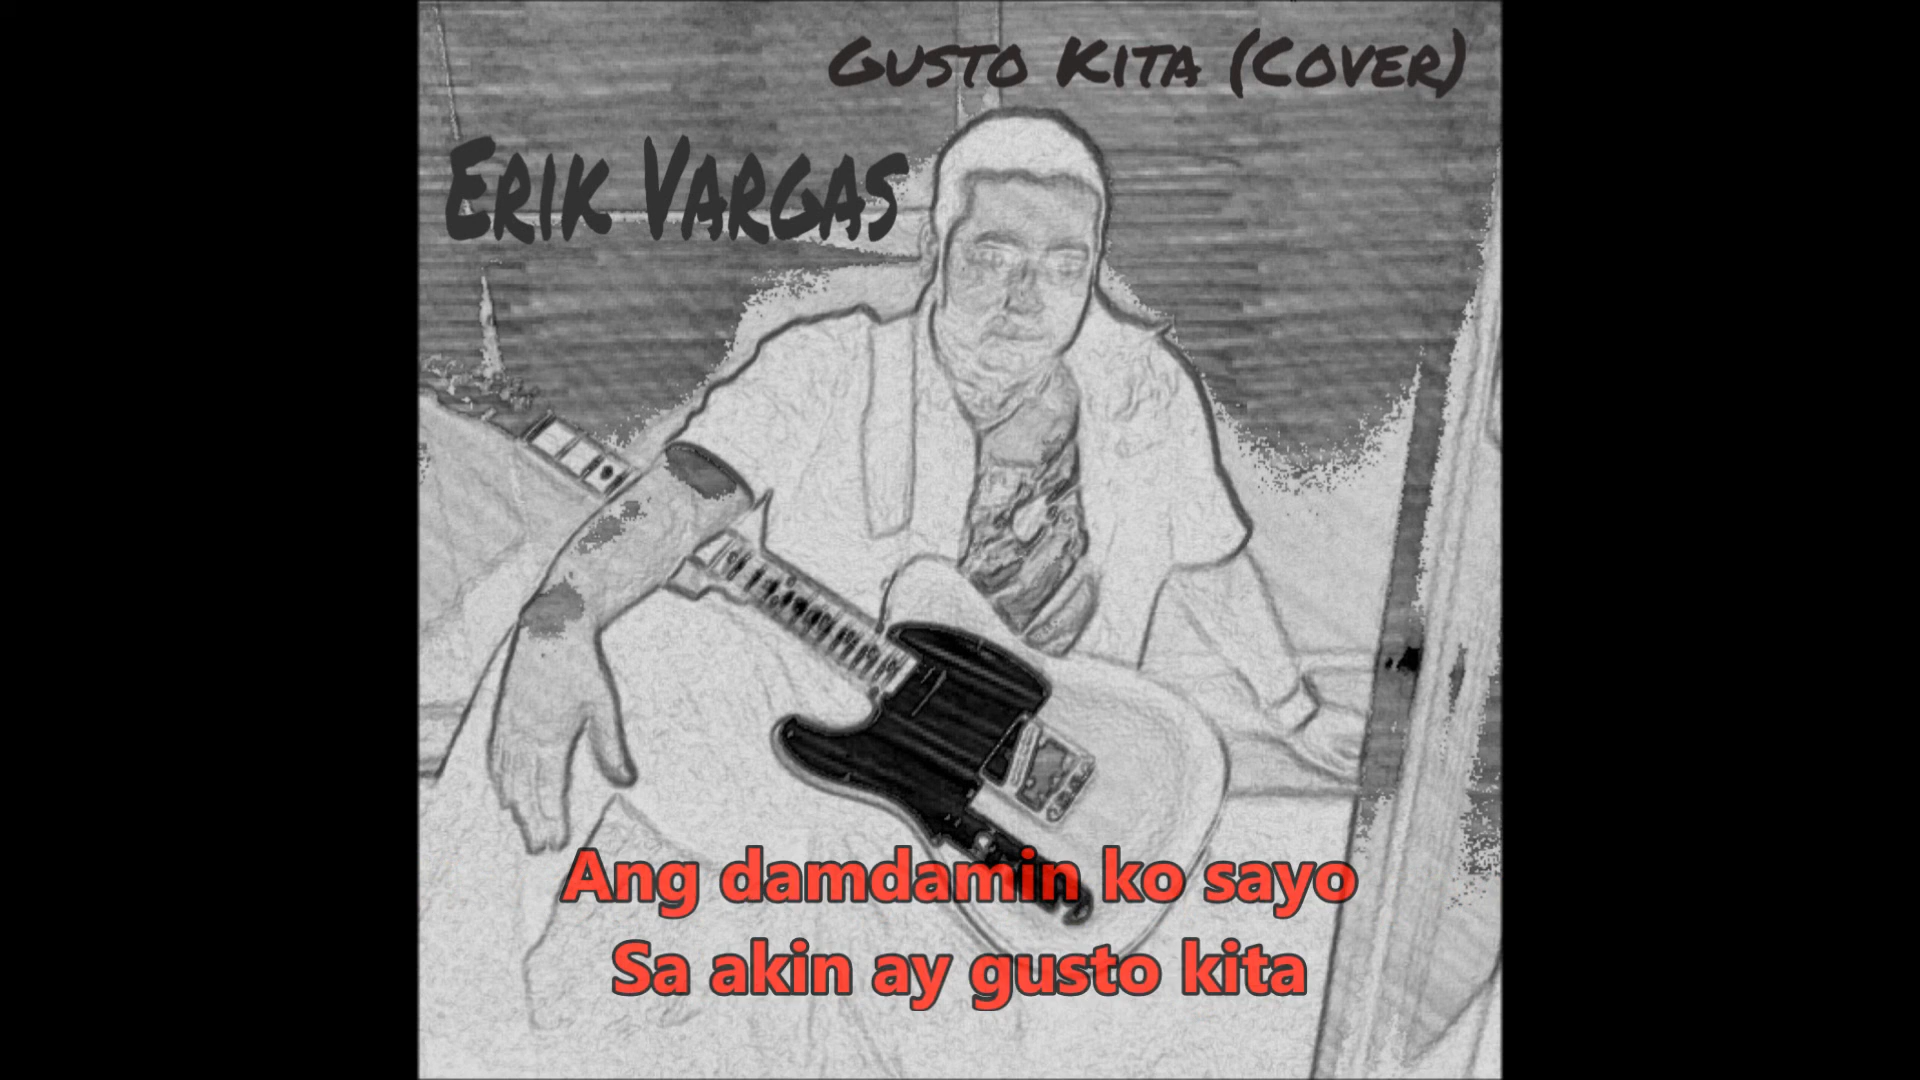 Gusto Kita (Cover)
Erik Vargas
Ang damdamin ko sayo
Sa akin ay gusto kita